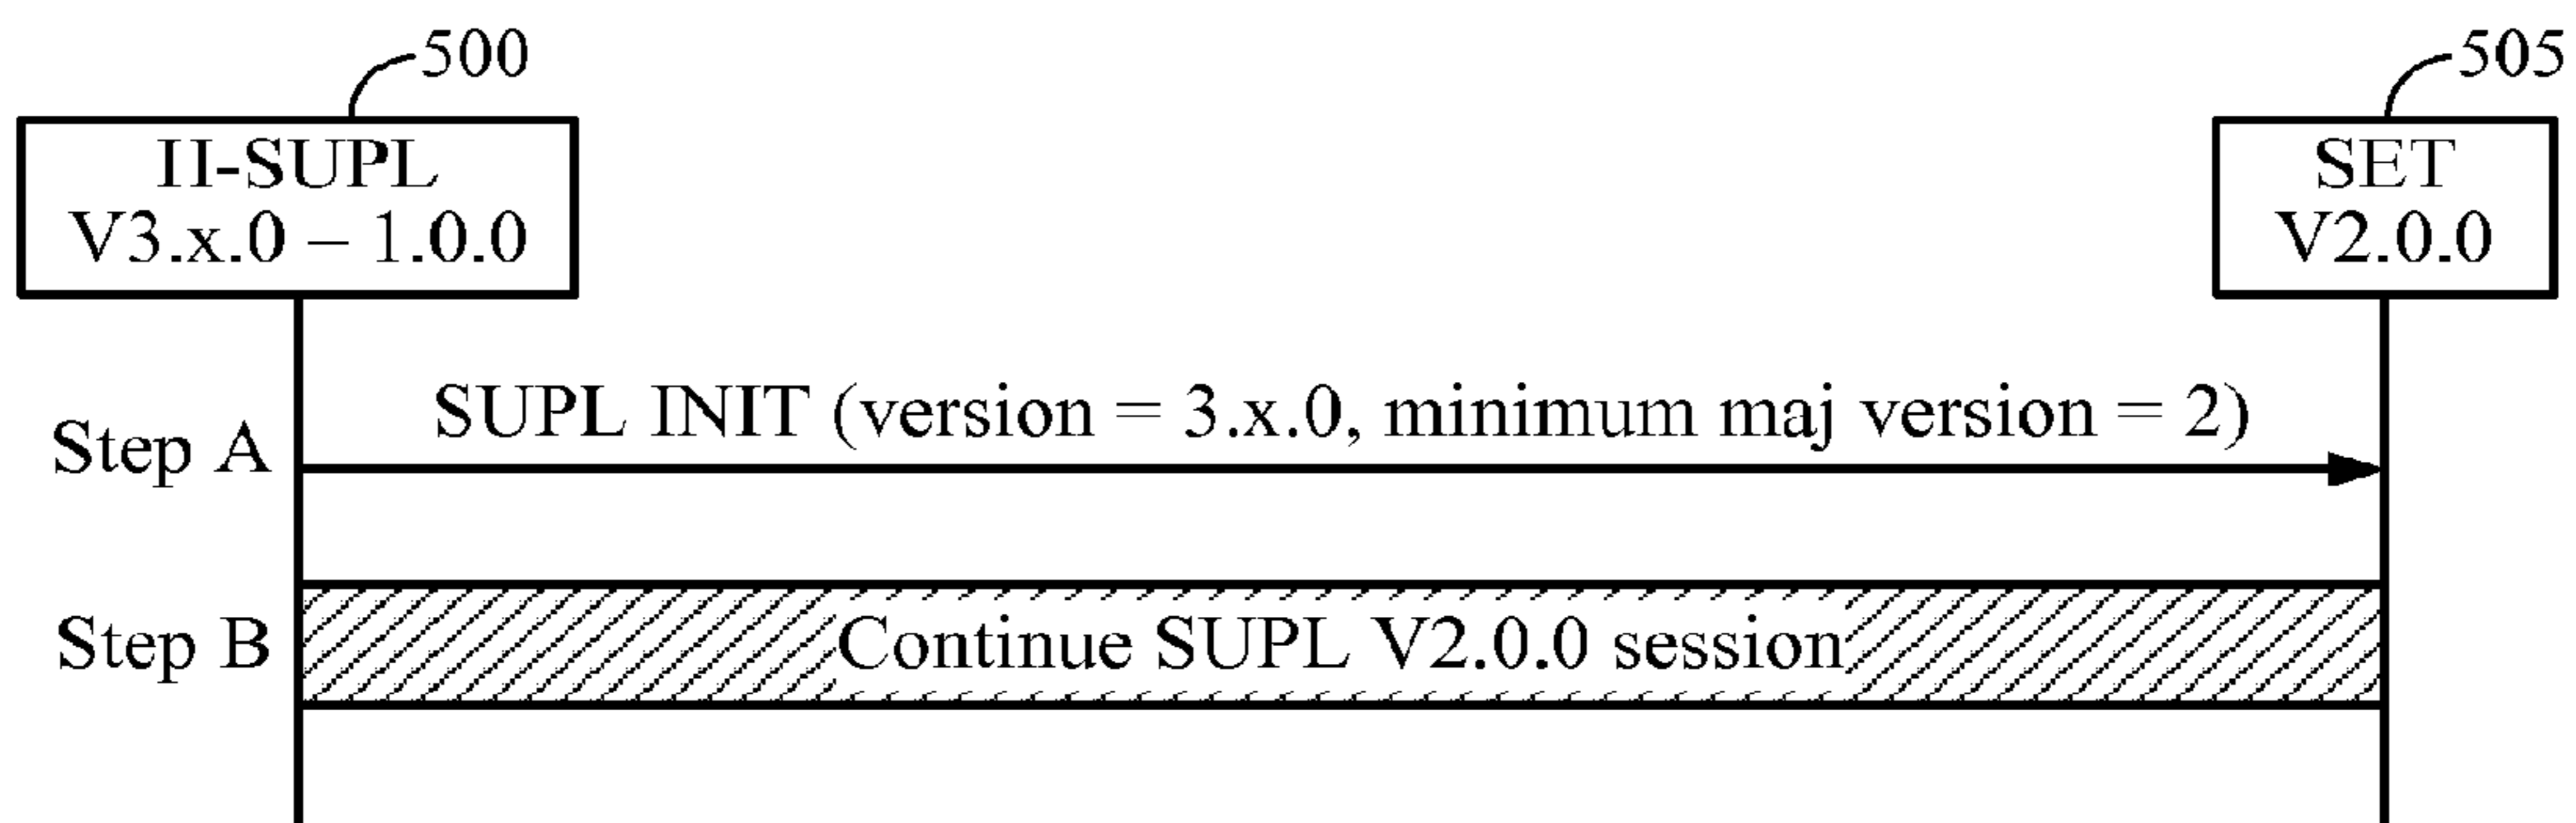 500
505
II-SUPL
V3.x.0 – 1.0.0
SET
V2.0.0
SUPL INIT (version = 3.x.0, minimum maj version = 2)
Step A
Step B
Continue SUPL V2.0.0 session